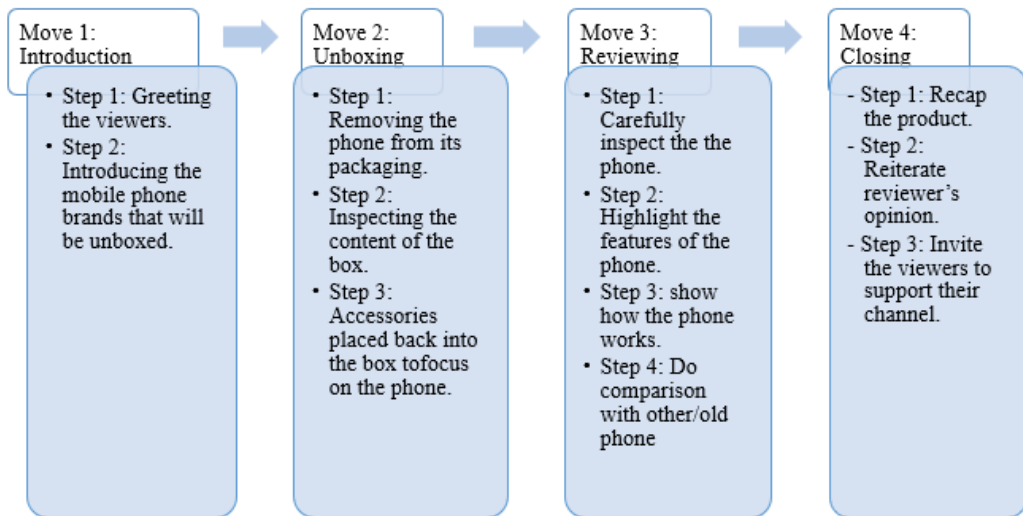 Move 1:
Introduction
• Step 1: Greeting
the viewers.
• Step 2:
Introducing the
mobile phone
brands that will
be unboxed.
Move 2:
Unboxing
• Step 1:
Removing the
phone from its
packaging.
• Step 2:
Inspecting the
content of the
box.
• Step 3:
Accessories
placed back into
the box tofocus
on the phone.
Move 3:
Reviewing
• Step 1:
Carefully
inspect the the
phone.
• Step 2:
Highlight the
features of the
phone.
• Step 3: show
how the phone
works.
• Step 4: Do
comparison
with other/old
phone
Move 4:
Closing
- Step 1: Recap
the product.
- Step 2:
Reiterate
reviewer's
opinion.
- Step 3: Invite
the viewers to
support their
channel.